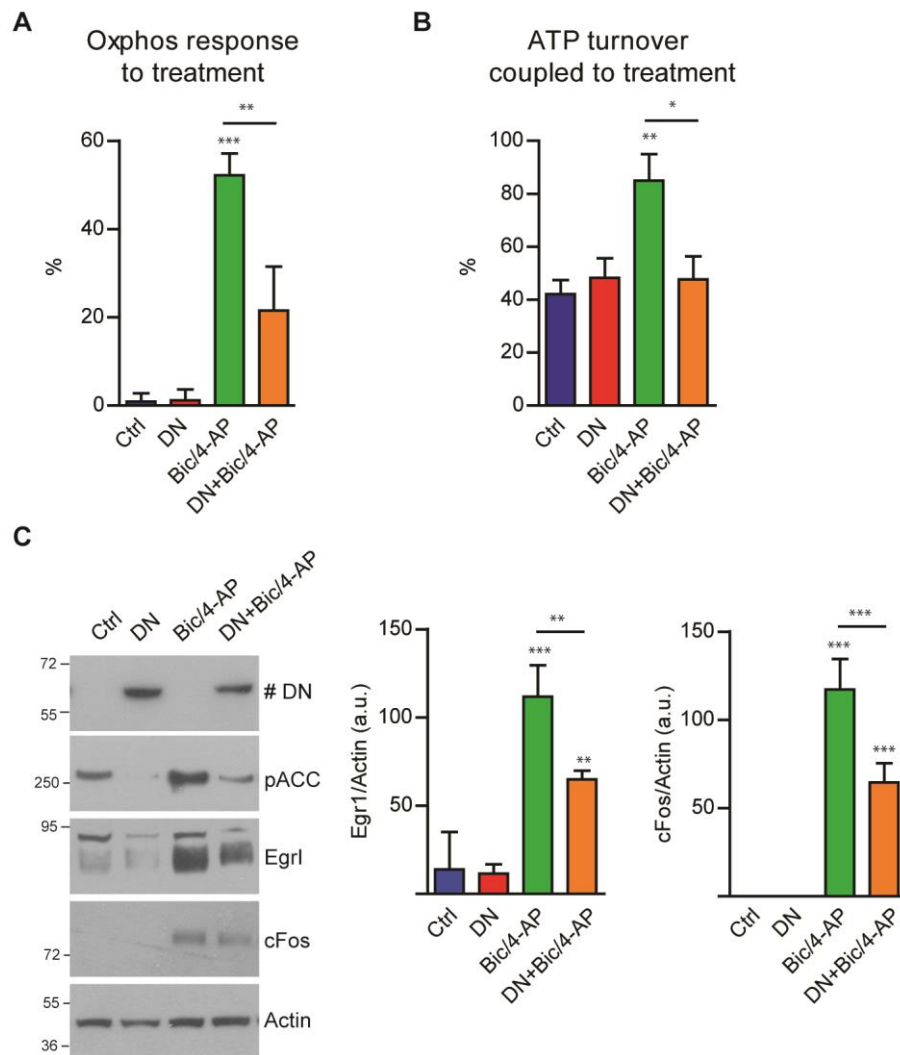 A
Oxphos response
to treatment
**
***
60
40
20
0
%
Ctrl
DN
Bic/4-AP
DN+Bic/4-AP
B
ATP turnover
coupled to treatment
*
**
100
80
60
40
20
0
%
Ctrl
DN
Bic/4-AP
DN+Bic/4-AP
C
Ctrl
DN
Bic/4-AP
DN+Bic/4-AP
72
55
# DN
250
pACC
95
EgrI
72
cFos
55
36
Actin
Egr1/Actin (a.u.)
150
100
50
**
***
**
Ctrl
DN
Bic/4-AP
DN+Bic/4-AP
cFos/Actin (a.u.)
150
100
50
***
***
***
Ctrl
DN
Bic/4-AP
DN+Bic/4-AP